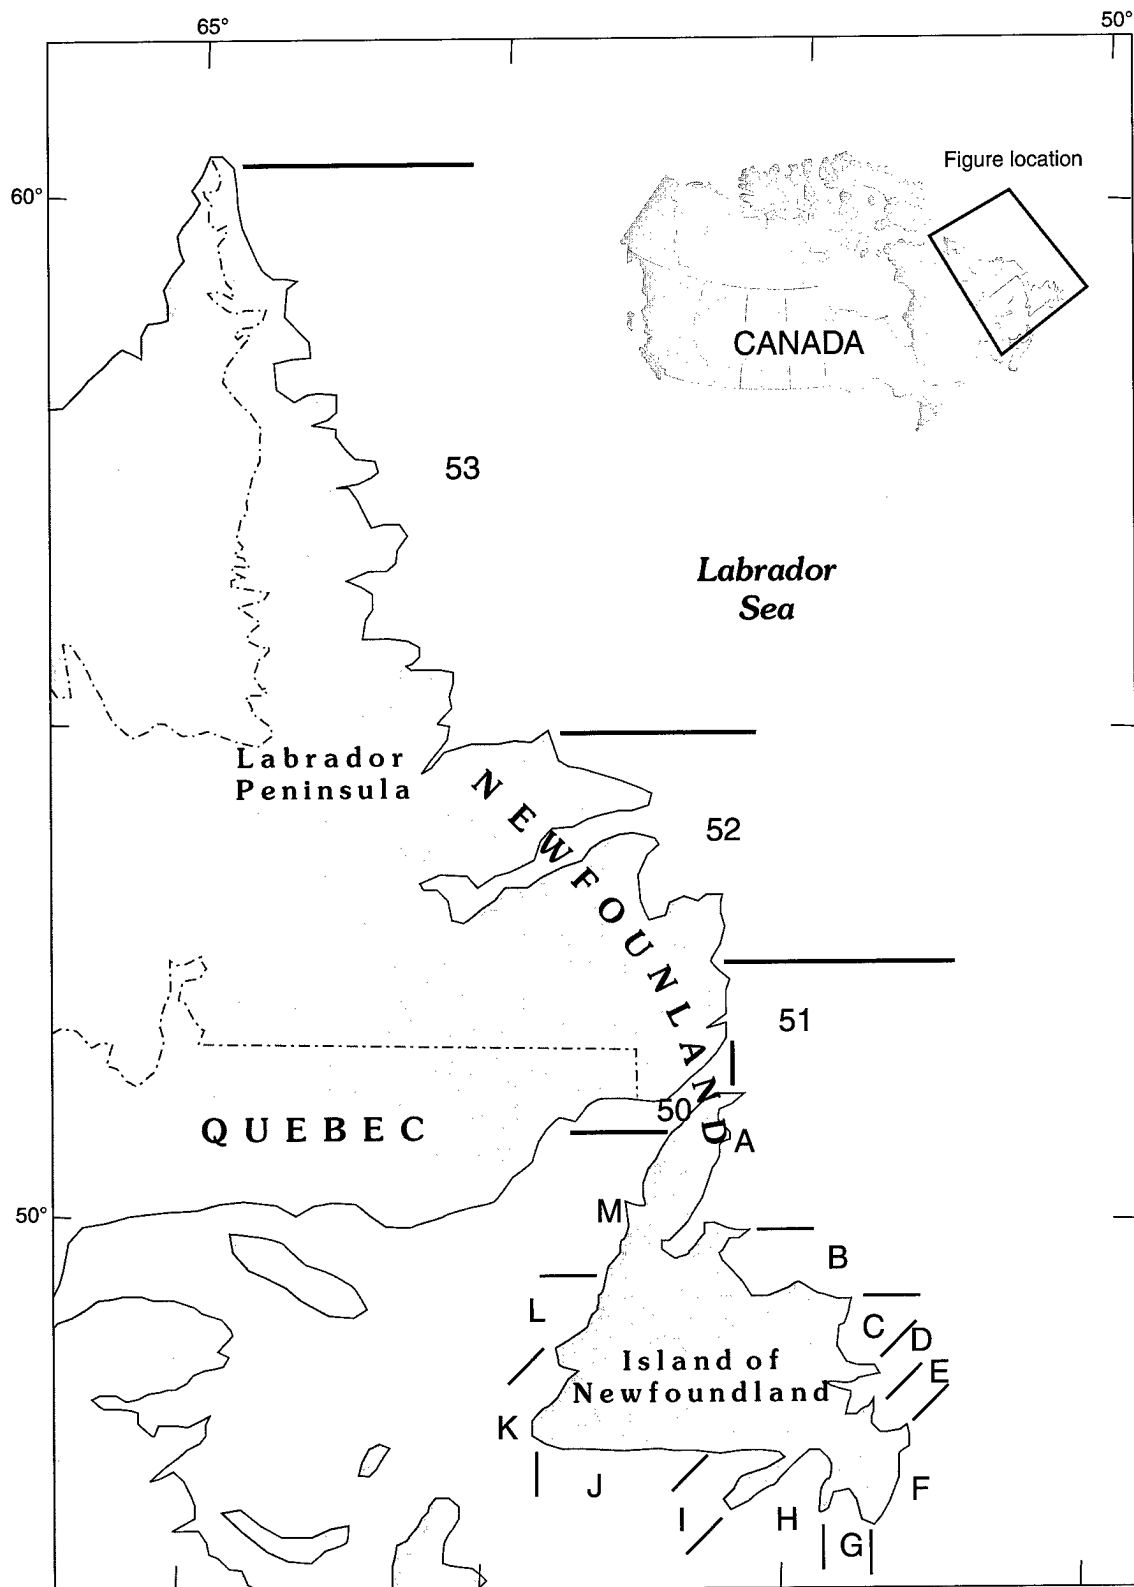 65°
50°
Figure location
60°
CANADA
53
Labrador
Sea
Labrador
Peninsula
NEWFOUNLAND
52
51
50
QUEBEC
A
50°
M
B
L
C
D
Island of
Newfoundland
E
K
J
I
H
G
F